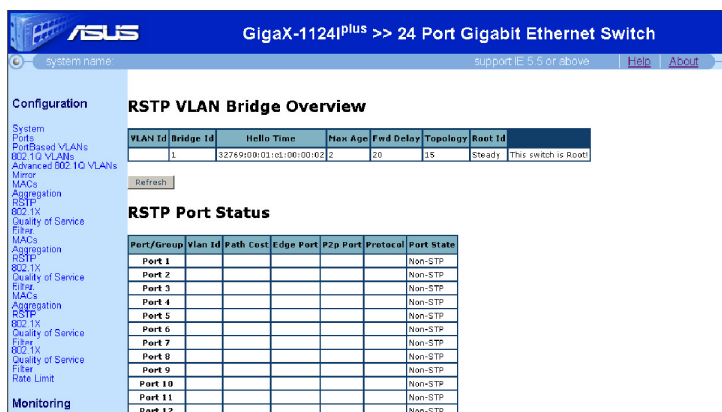 ASUS
GigaX-1124Iplus >> 24 Port Gigabit Ethernet Switch
system name:
support IE 5.5 or above
Help
About
Configuration
System
Ports
PortBased VLANs
802.1Q VLANs
Advanced 802.1Q VLANs
Mirror
MACs
Aggregation
RSTP
802.1X
Quality of Service
Filter
MACs
Aggregation
RSTP
802.1X
Quality of Service
Filter
MACs
Aggregation
RSTP
802.1X
Quality of Service
Filter
802.1X
Quality of Service
Filter
Rate Limit
Monitoring
RSTP VLAN Bridge Overview
VLAN Id Bridge Id Hello Time Max Age Fwd Delay Topology Root Id
1 32769:00:01:c1:00:00:02 2 20 15 Steady This switch is Root!
Refresh
RSTP Port Status
Port/Group Vlan Id Path Cost Edge Port P2p Port Protocol Port State
Port 1 Non-STP
Port 2 Non-STP
Port 3 Non-STP
Port 4 Non-STP
Port 5 Non-STP
Port 6 Non-STP
Port 7 Non-STP
Port 8 Non-STP
Port 9 Non-STP
Port 10 Non-STP
Port 11 Non-STP
Port 12 Non-STP